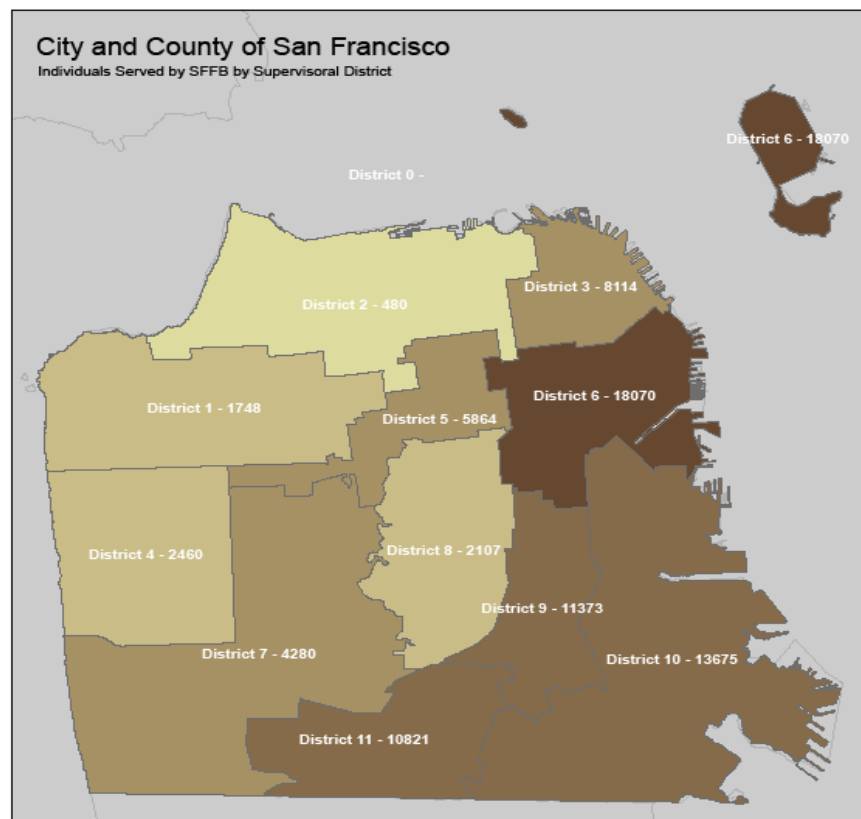 City and County of San Francisco
Individuals Served by SFFB by Supervisoral District
District 6 - 18070
District 0 -
District 3 - 8114
District 2 - 480
District 6 - 18070
District 1 - 1748
District 5 - 5864
District 8 - 2107
District 4 - 2460
District 9 - 11373
District 7 - 4280
District 10 - 13675
District 11 - 10821